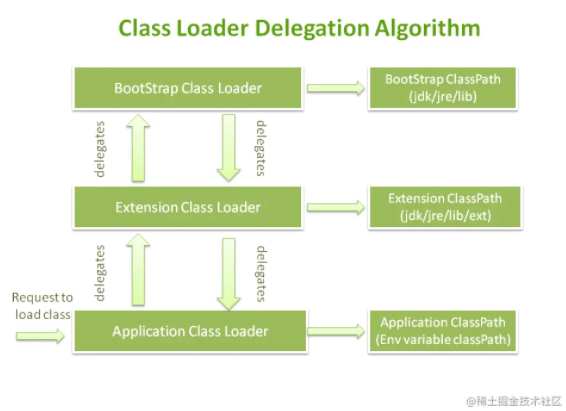 Class Loader Delegation Algorithm
BootStrap Class Loader
BootStrap ClassPath
(jdk/jre/lib)
delegates
delegates
Extension Class Loader
Extension ClassPath
(jdk/jre/lib/ext)
delegates
delegates
Request to
load class
Application Class Loader
Application ClassPath
(Env variable classPath)
@稀土掘金技术社区